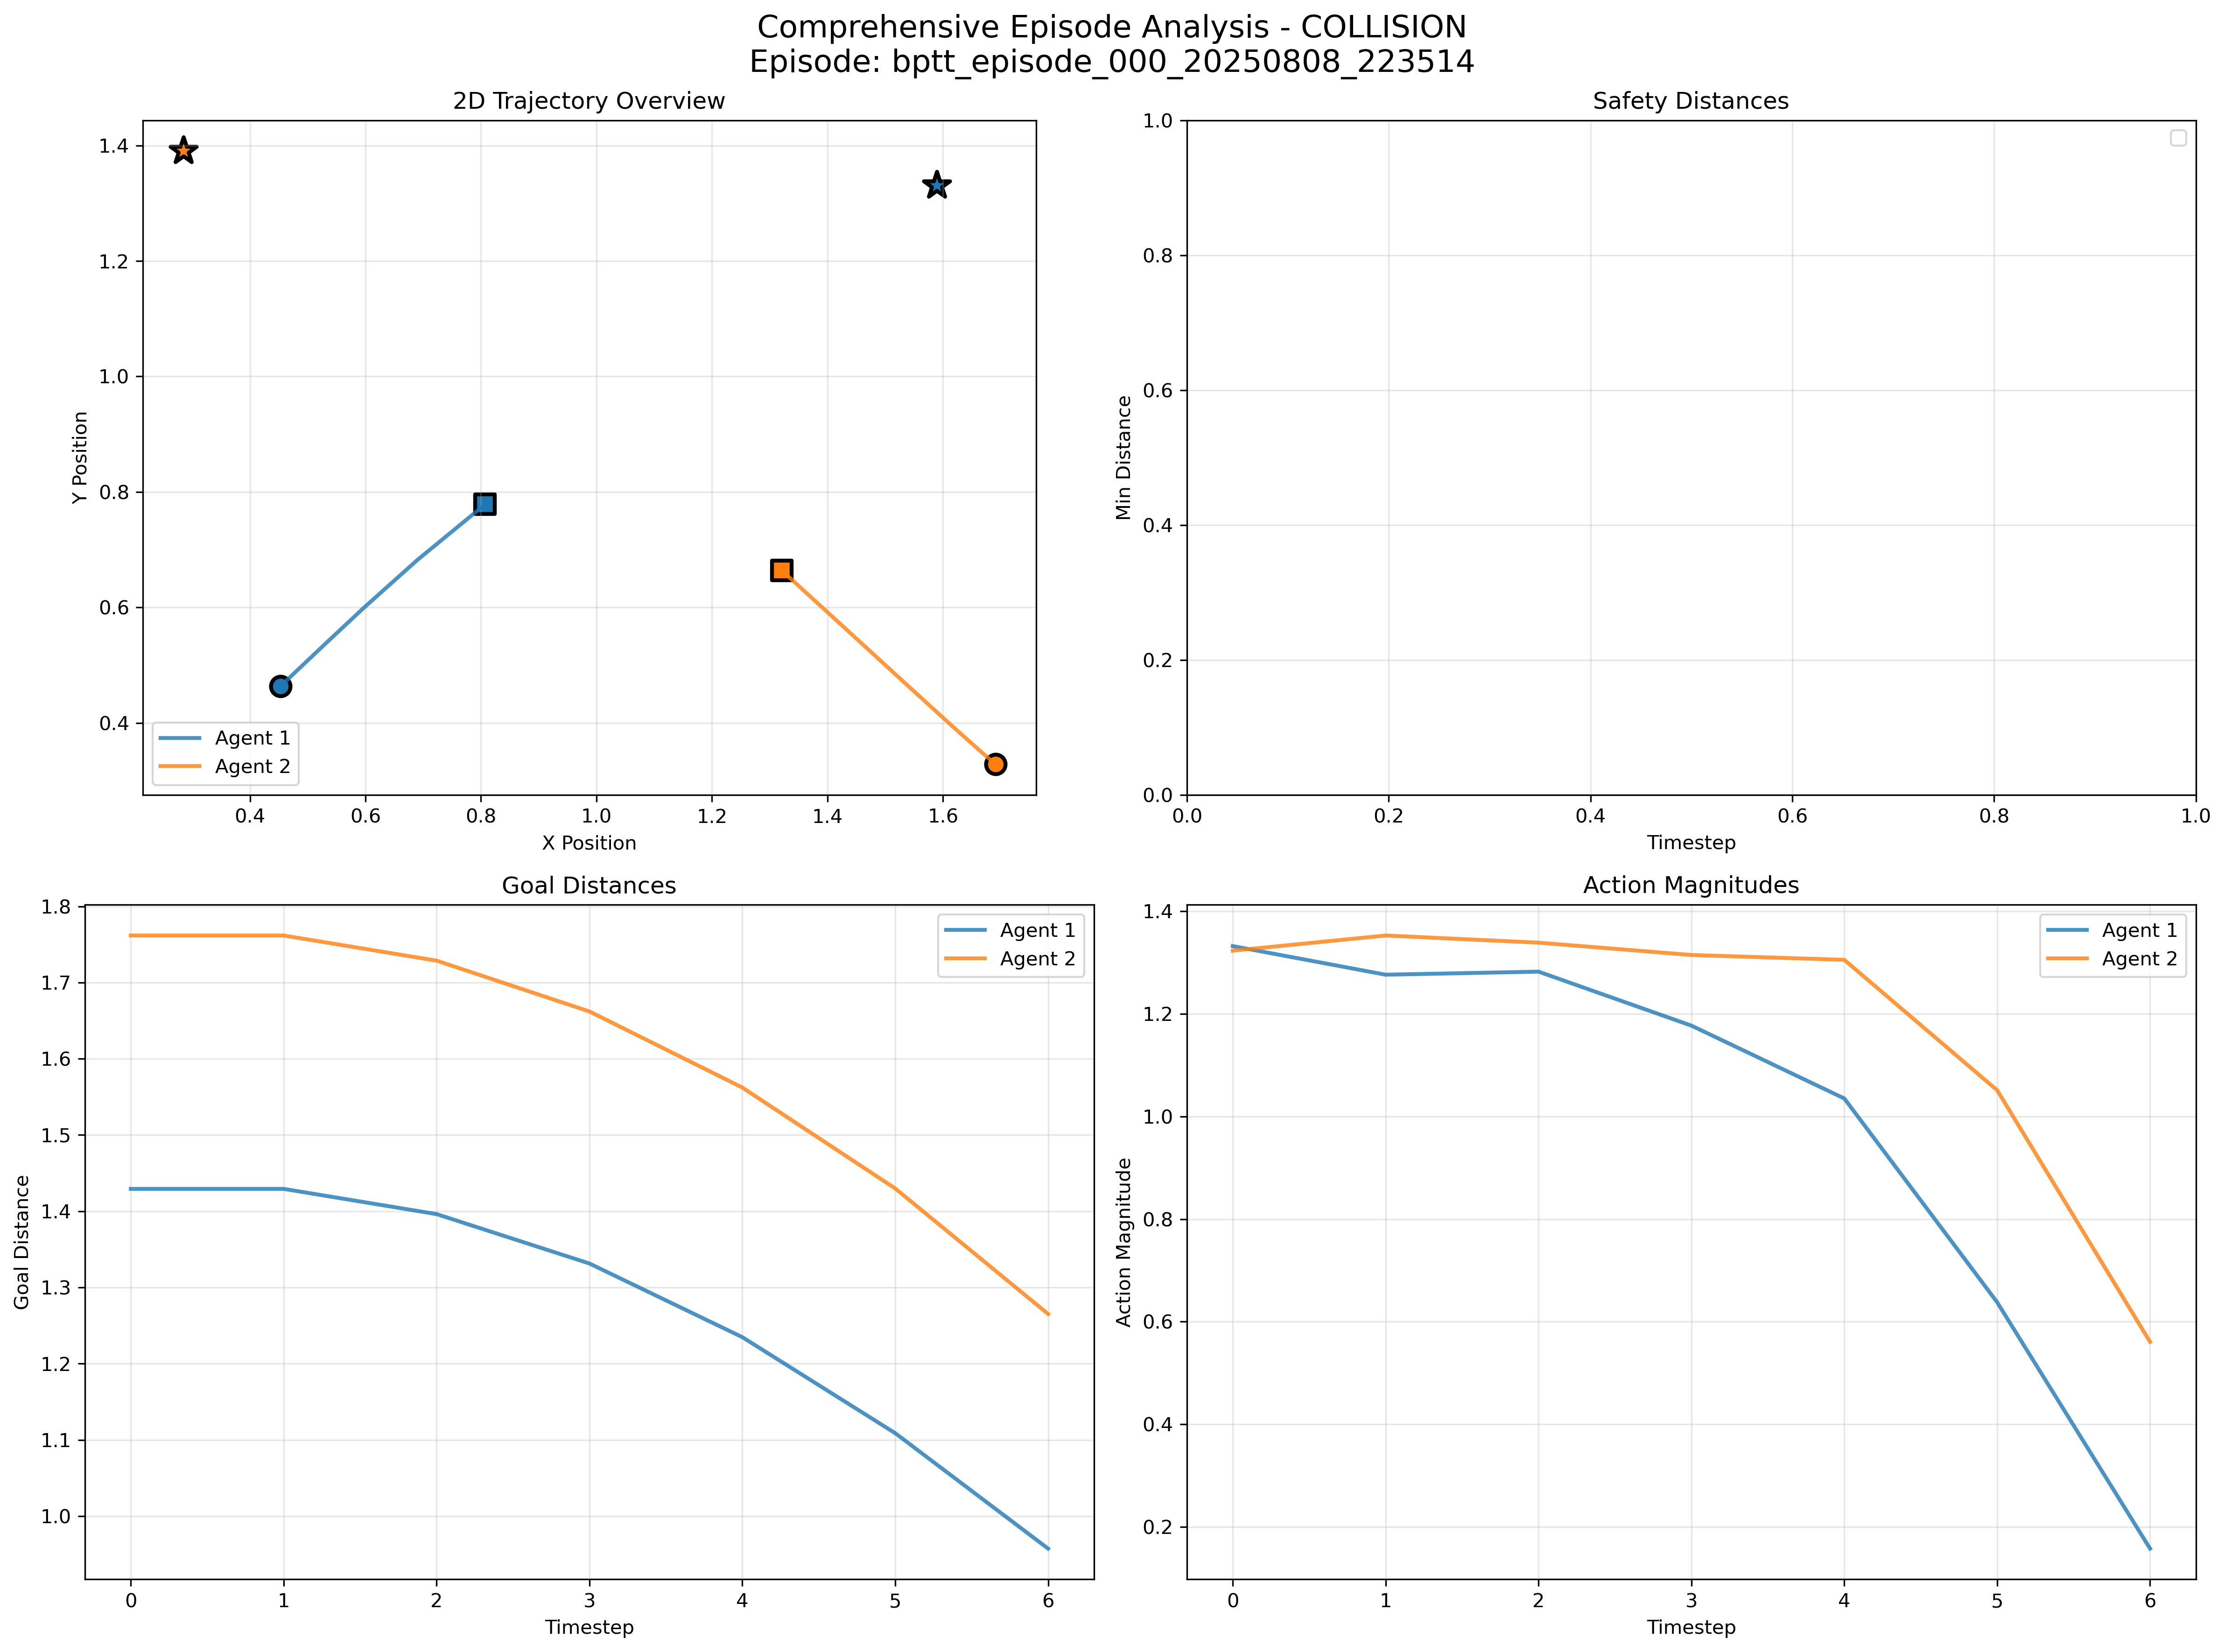 Comprehensive Episode Analysis - COLLISION
Episode: bptt_episode_000_20250808_223514
2D Trajectory Overview
1.4
1.2
1.0
0.8
0.6
0.4
Y Position
Agent 1
Agent 2
0.4 0.6 0.8 1.0 1.2 1.4 1.6
X Position
Safety Distances
1.0
0.8
0.6
0.4
0.2
0.0
Min Distance
0.0 0.2 0.4 0.6 0.8 1.0
Timestep
Goal Distances
1.8
1.7
1.6
1.5
1.4
1.3
1.2
1.1
1.0
Goal Distance
Agent 1
Agent 2
0 1 2 3 4 5 6
Timestep
Action Magnitudes
1.4
1.2
1.0
0.8
0.6
0.4
0.2
Action Magnitude
Agent 1
Agent 2
0 1 2 3 4 5 6
Timestep